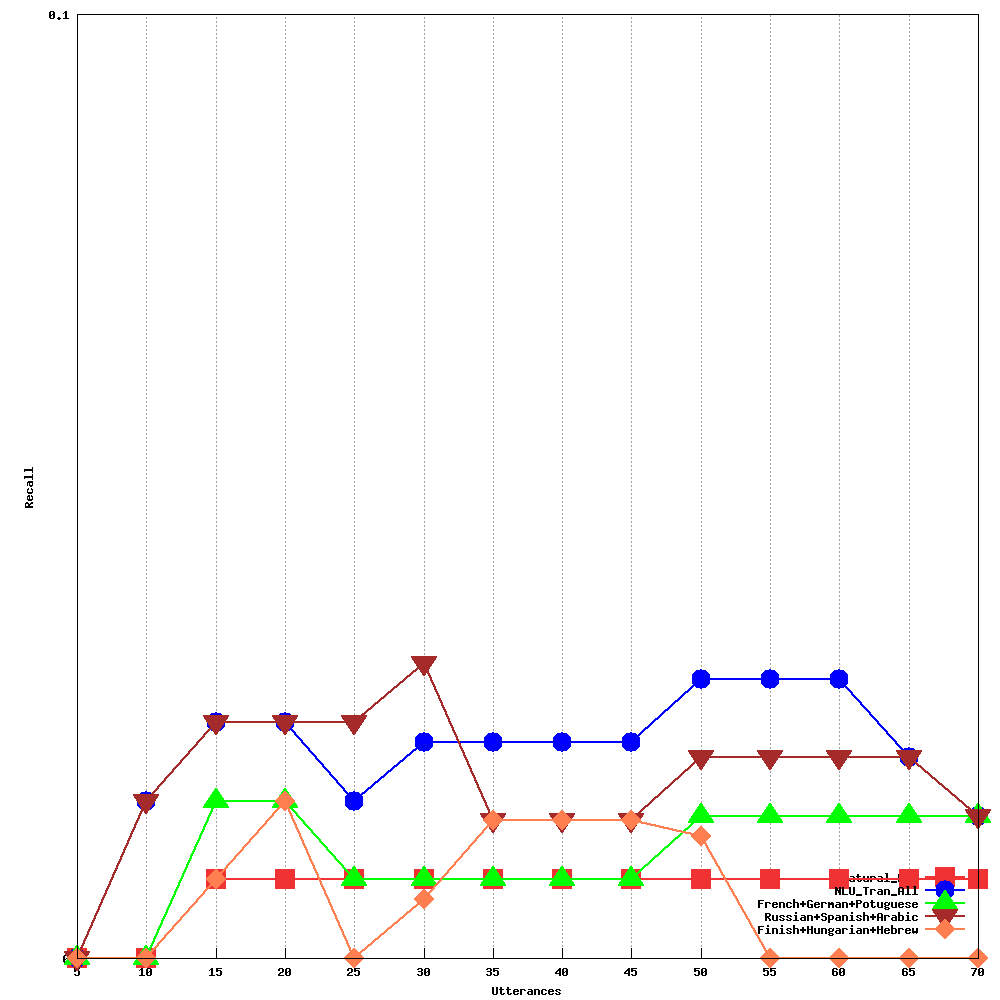 0.1
Recall
NLU_Tran_All
French+German+Potuguese
Russian+Spanish+Arabic
Finish+Hungarian+Hebrew
0
5 10 15 20 25 30 35 40 45 50 55 60 65 70
Utterances